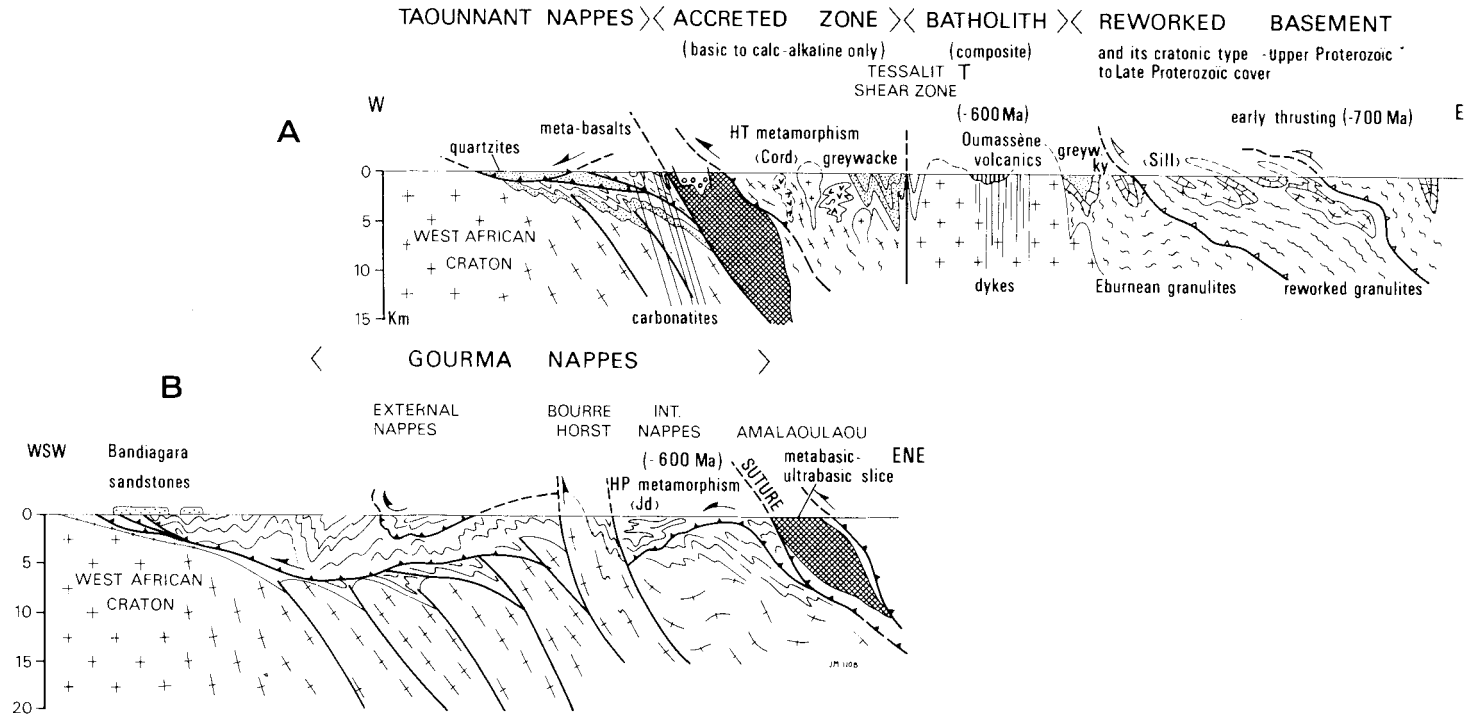 TAOUNNANT NAPPES ACCRETED ZONE BATHOLITH REWORKED BASEMENT
(basic to calc-alkaline only) (composite) and its cratonic type -Upper Proterozoïc
to Late Proterozoïc cover
TESSALIT T
SHEAR ZONE
A
W
E
(-600 Ma)
early thrusting (-700 Ma)
meta-basalts
HT metamorphism
Oumassène
volcanics
quartzites
(Cord) greywacke
greyw.
ky
(Sill)
0
5
10
15 Km
WEST AFRICAN
CRATON
carbonatites
dykes
Eburnean granulites
reworked granulites
GOURMA NAPPES
B
EXTERNAL
NAPPES
BOURRE
HORST
INT.
NAPPES
AMALAOULAOU
metabasic-
ultrabasic slice
WSW
ENE
Bandiagara
sandstones
(-600 Ma)
HP metamorphism
(Jd)
SUTURE
0
5
10
15
20
WEST AFRICAN
CRATON
JM 1108